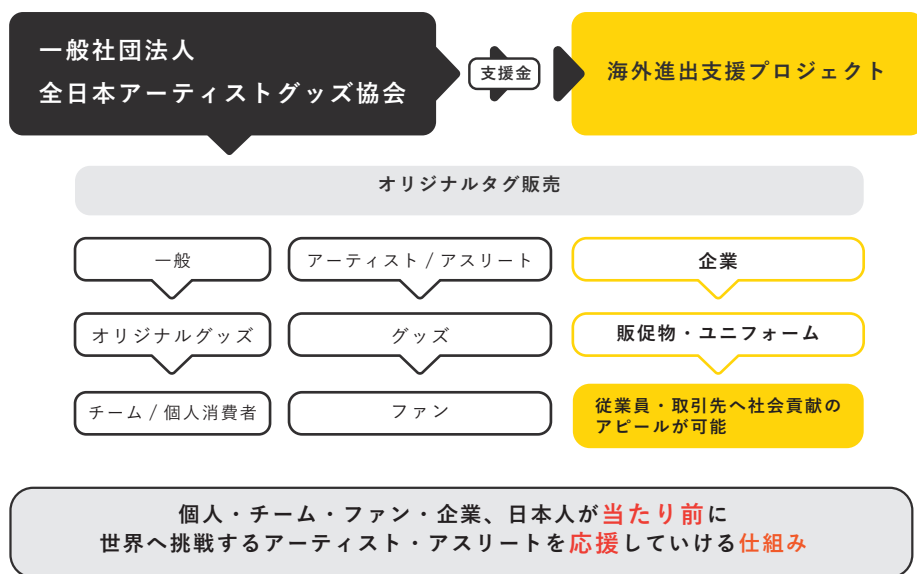 一般社団法人
全日本アーティストグッズ協会
支援金
海外進出支援プロジェクト
オリジナルタグ販売
一般
アーティスト / アスリート
企業
オリジナルグッズ
グッズ
販促物・ユニフォーム
チーム / 個人消費者
ファン
従業員・取引先へ社会貢献の
アピールが可能
個人・チーム・ファン・企業、日本人が当たり前に
世界へ挑戦するアーティスト・アスリートを応援していける仕組み